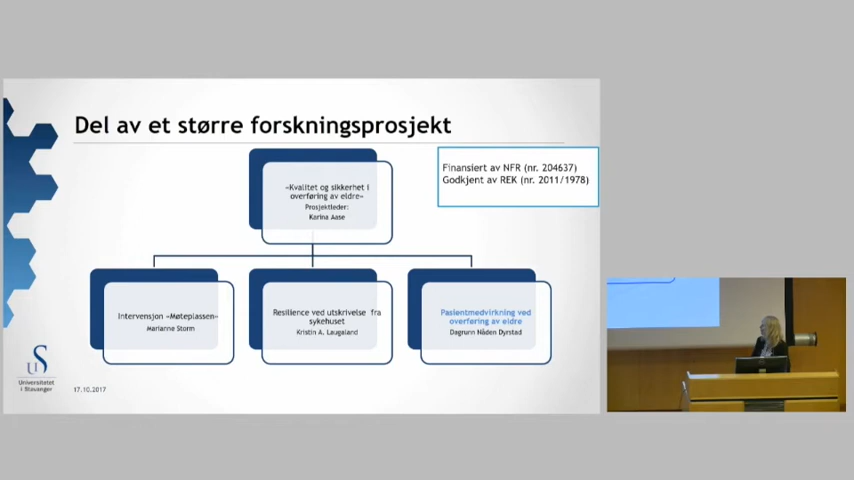 Del av et større forskningsprosjekt
Finansiert av NFR (nr. 204637)
Godkjent av REK (nr. 2011/1978)
«Kvalitet og sikkerhet i
overføring av eldre»
Prosjektleder:
Karina Aase
Intervensjon «Møteplassen»
Marianne Storm
Resilience ved utskrivelse fra
sykehuset
Kristin A. Laugaland
Pasientmedvirkning ved
overføring av eldre
Dagrunn Nåden Dyrstad
US
Universitetet
i Stavanger
17.10.2017